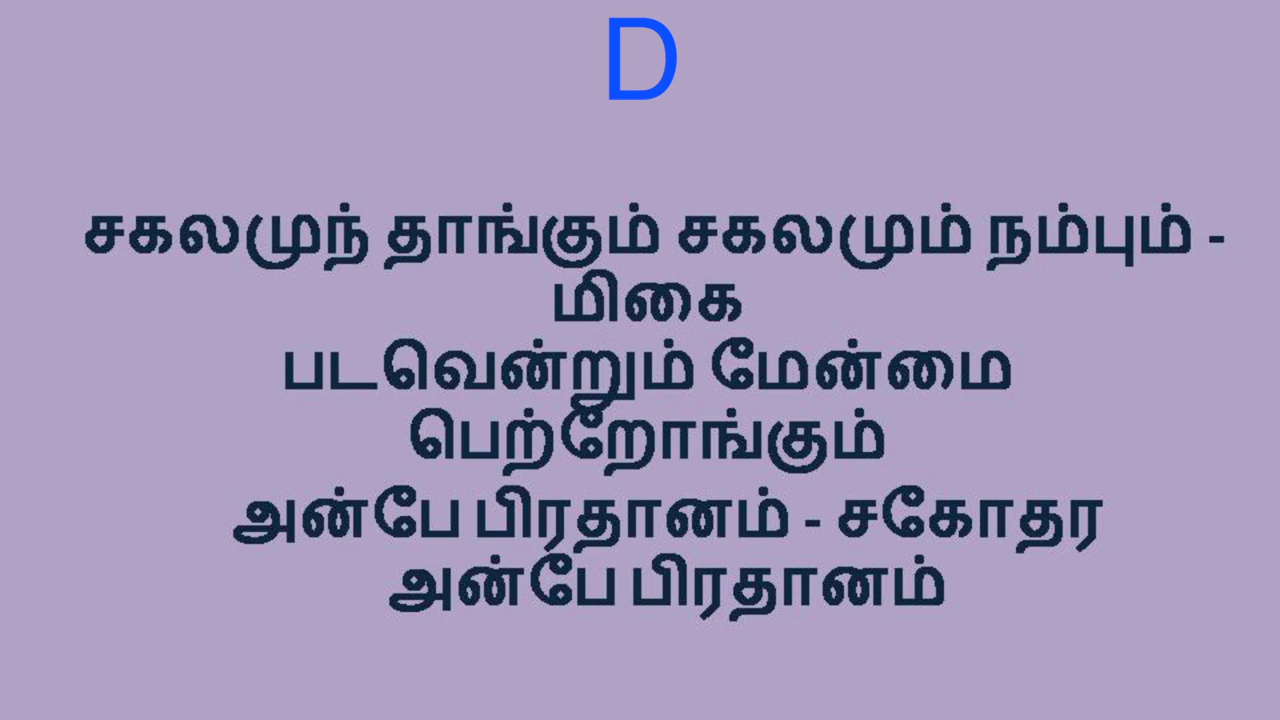 D
சகலமுந் தாங்கும் சகலமும் நம்பும் -
மிகை
படவென்றும் மேன்மை
பெற்றோங்கும்
அன்பே பிரதானம் - சகோதர
அன்பே பிரதானம்